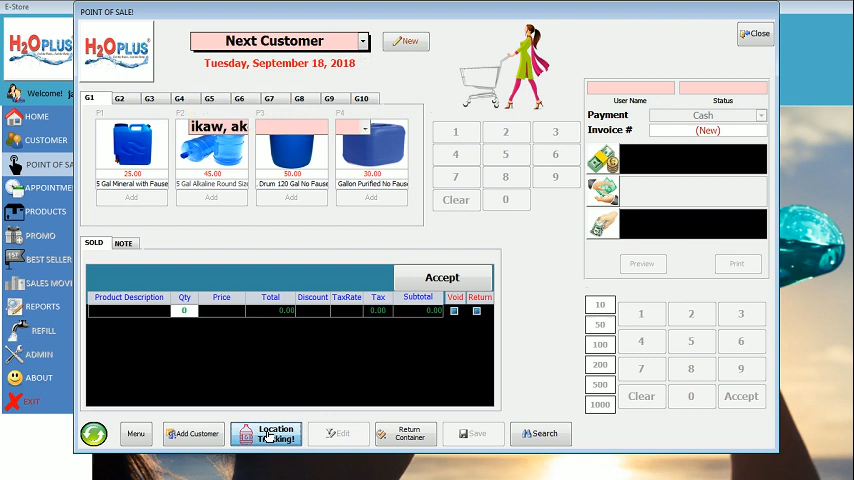 E-Store
POINT OF SALE!
H2O PLUS
H2O PLUS
Next Customer
New
Close
Tuesday, September 18, 2018
Welcome!
HOME
CUSTOMER
POINT OF SA
APPOINTME
PRODUCTS
PROMO
BEST SELLER
SALES MOVI
REPORTS
REFILL
ADMIN
ABOUT
EXIT
G1 G2 G3 G4 G5 G6 G7 G8 G9 G10
P1 P2 P3 P4
ikaw, ak
25.00 45.00 50.00 30.00
5 Gal Mineral with Fause
5 Gal Alkaline Round Size
Drum 120 Gal No Fause
Gallon Purified No Faus
Add Add Add Add
1 2 3
4 5 6
7 8 9
Clear 0
User Name Status
Payment Cash
Invoice # (New)
Preview Print
SOLD NOTE
Accept
Product Description Qty Price Total Discount TaxRate Tax Subtotal Void Return
0 0.00 0.00 0.00
10
50
100
200
500
1000
1 2 3
4 5 6
7 8 9
Clear 0 Accept
Menu
Add Customer
Location
Tracking!
Edit
Return
Container
Save
Search